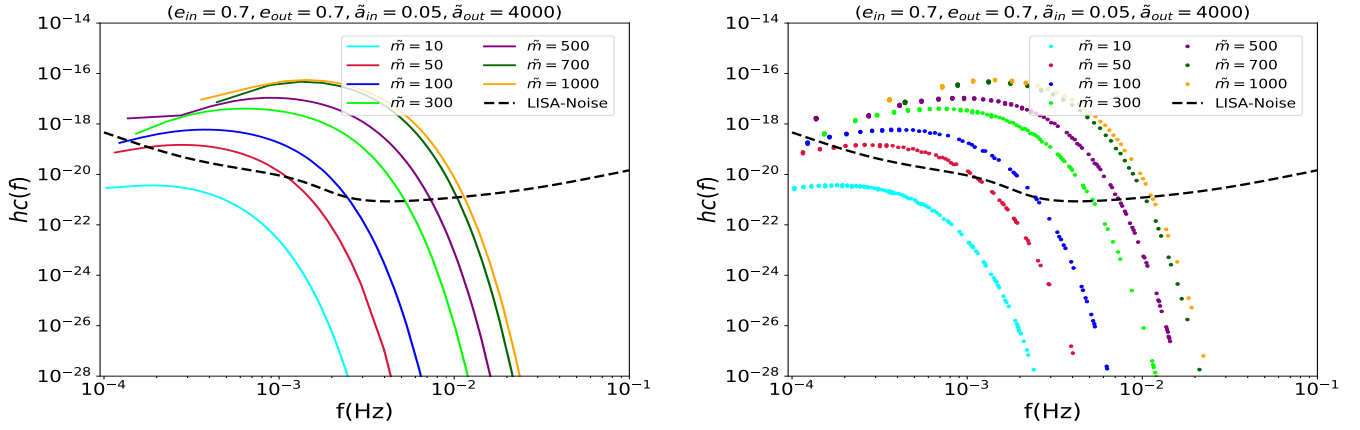 (e_in = 0.7, e_out = 0.7, ã_in = 0.05, ã_out = 4000)
hc(f)
10^−14
10^−16
10^−18
10^−20
10^−22
10^−24
10^−26
10^−28
m̃ = 10
m̃ = 50
m̃ = 100
m̃ = 300
m̃ = 500
m̃ = 700
m̃ = 1000
LISA-Noise
10^−4
10^−3
10^−2
10^−1
f(Hz)
(e_in = 0.7, e_out = 0.7, ã_in = 0.05, ã_out = 4000)
hc(f)
10^−14
10^−16
10^−18
10^−20
10^−22
10^−24
10^−26
10^−28
m̃ = 10
m̃ = 50
m̃ = 100
m̃ = 300
m̃ = 500
m̃ = 700
m̃ = 1000
LISA-Noise
10^−4
10^−3
10^−2
10^−1
f(Hz)